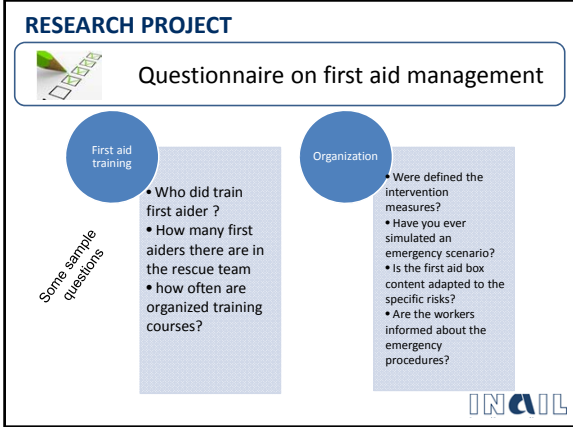 RESEARCH PROJECT
Questionnaire on first aid management
First aid
training
• Who did train
first aider ?
• How many first
aiders there are in
the rescue team
• how often are
organized training
courses?
Some sample
questions
Organization
• Were defined the
intervention
measures?
• Have you ever
simulated an
emergency scenario?
• Is the first aid box
content adapted to the
specific risks?
• Are the workers
informed about the
emergency
procedures?
INAIL